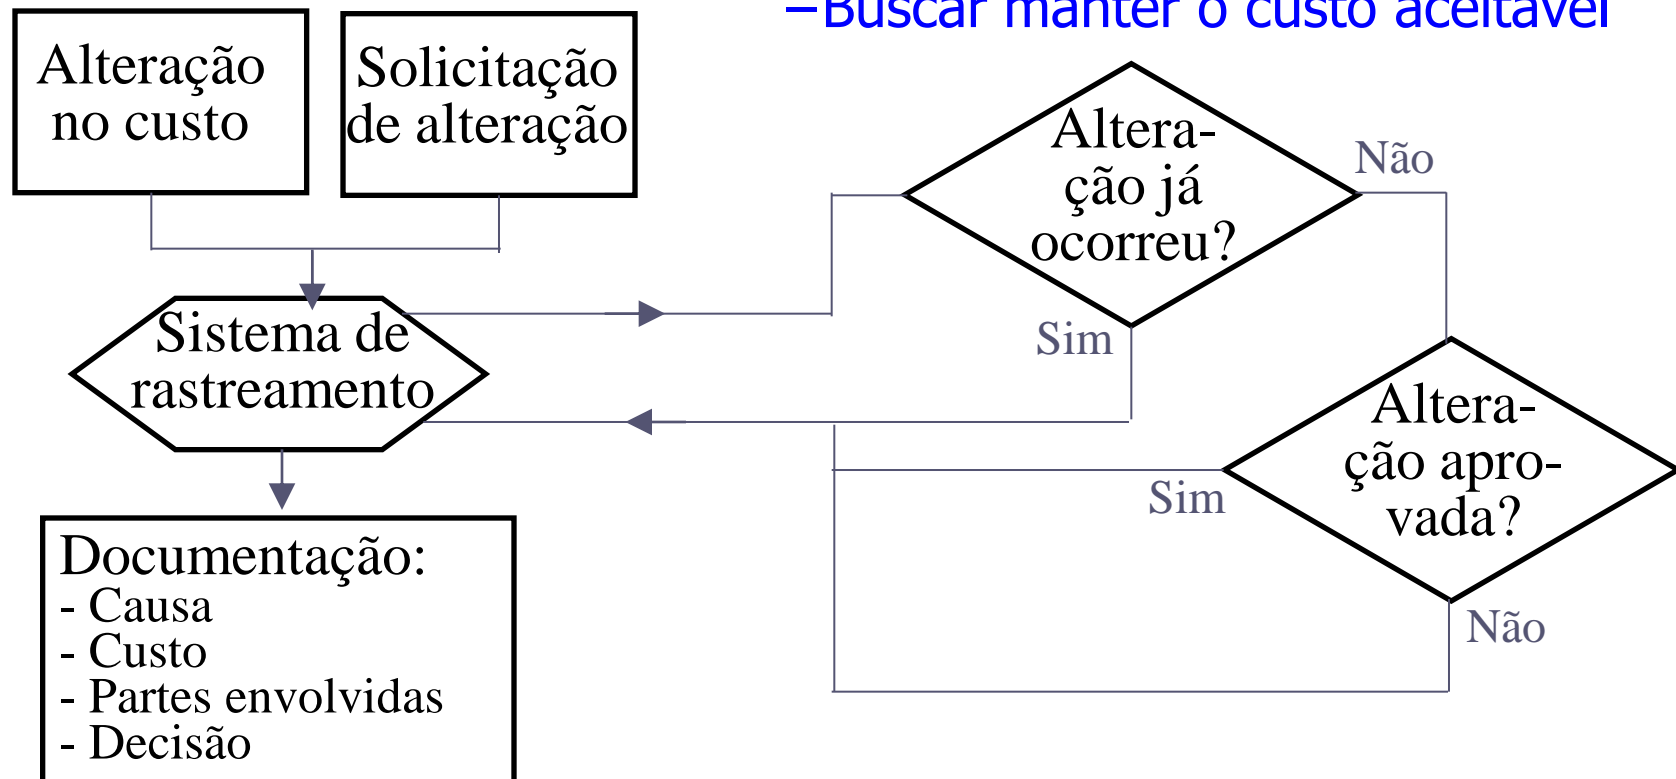 –Buscar manter o custo aceitável
Alteração
no custo
Solicitação
de alteração
Altera-
ção já
ocorreu?
Não
Sim
Sistema de
rastreamento
Altera-
ção apro-
vada?
Sim
Não
Documentação:
- Causa
- Custo
- Partes envolvidas
- Decisão